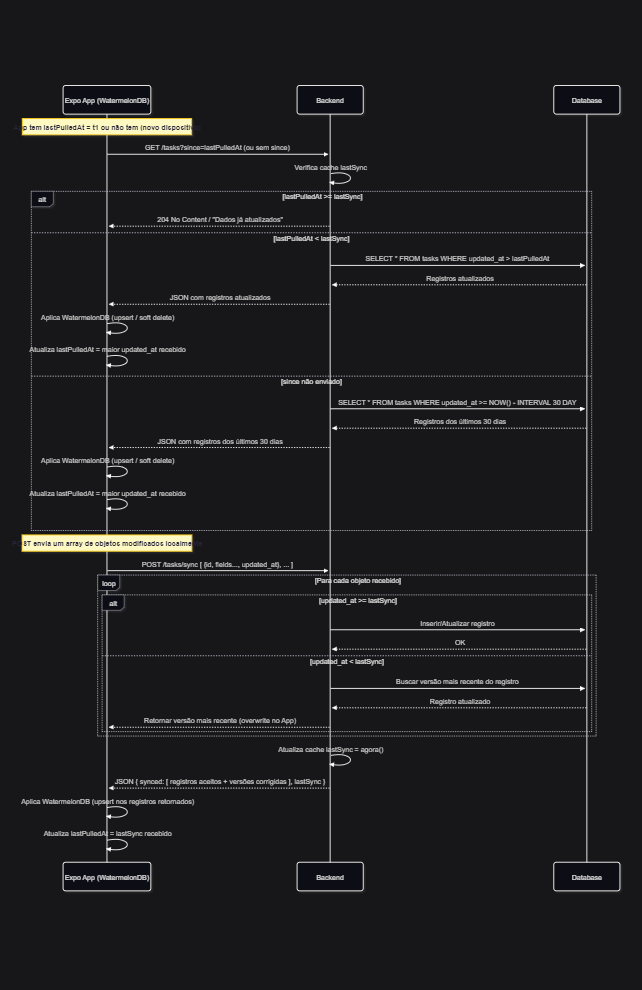 Expo App (WatermelonDB)
Backend
Database
p tem lastPulledAt = t1 ou não tem (novo dispositi
GET /tasks?since=lastPulledAt (ou sem since)
Verifica cache lastSync
alt
[lastPulledAt >= lastSync]
204 No Content / "Dados já atualizados"
[lastPulledAt < lastSync]
SELECT * FROM tasks WHERE updated_at > lastPulledAt
Registros atualizados
JSON com registros atualizados
Aplica WatermelonDB (upsert / soft delete)
Atualiza lastPulledAt = maior updated_at recebido
[since não enviado]
SELECT * FROM tasks WHERE updated_at >= NOW() - INTERVAL 30 DAY
Registros dos últimos 30 dias
JSON com registros dos últimos 30 dias
Aplica WatermelonDB (upsert / soft delete)
Atualiza lastPulledAt = maior updated_at recebido
ST envia um array de objetos modificados localme
POST /tasks/sync [ {id, fields..., updated_at}, ... ]
loop
[Para cada objeto recebido]
alt
[updated_at >= lastSync]
Inserir/Atualizar registro
OK
[updated_at < lastSync]
Buscar versão mais recente do registro
Registro atualizado
Retornar versão mais recente (overwrite no App)
Atualiza cache lastSync = agora()
JSON { synced: [ registros aceitos + versões corrigidas ], lastSync }
Aplica WatermelonDB (upsert nos registros retornados)
Atualiza lastPulledAt = lastSync recebido
Expo App (WatermelonDB)
Backend
Database